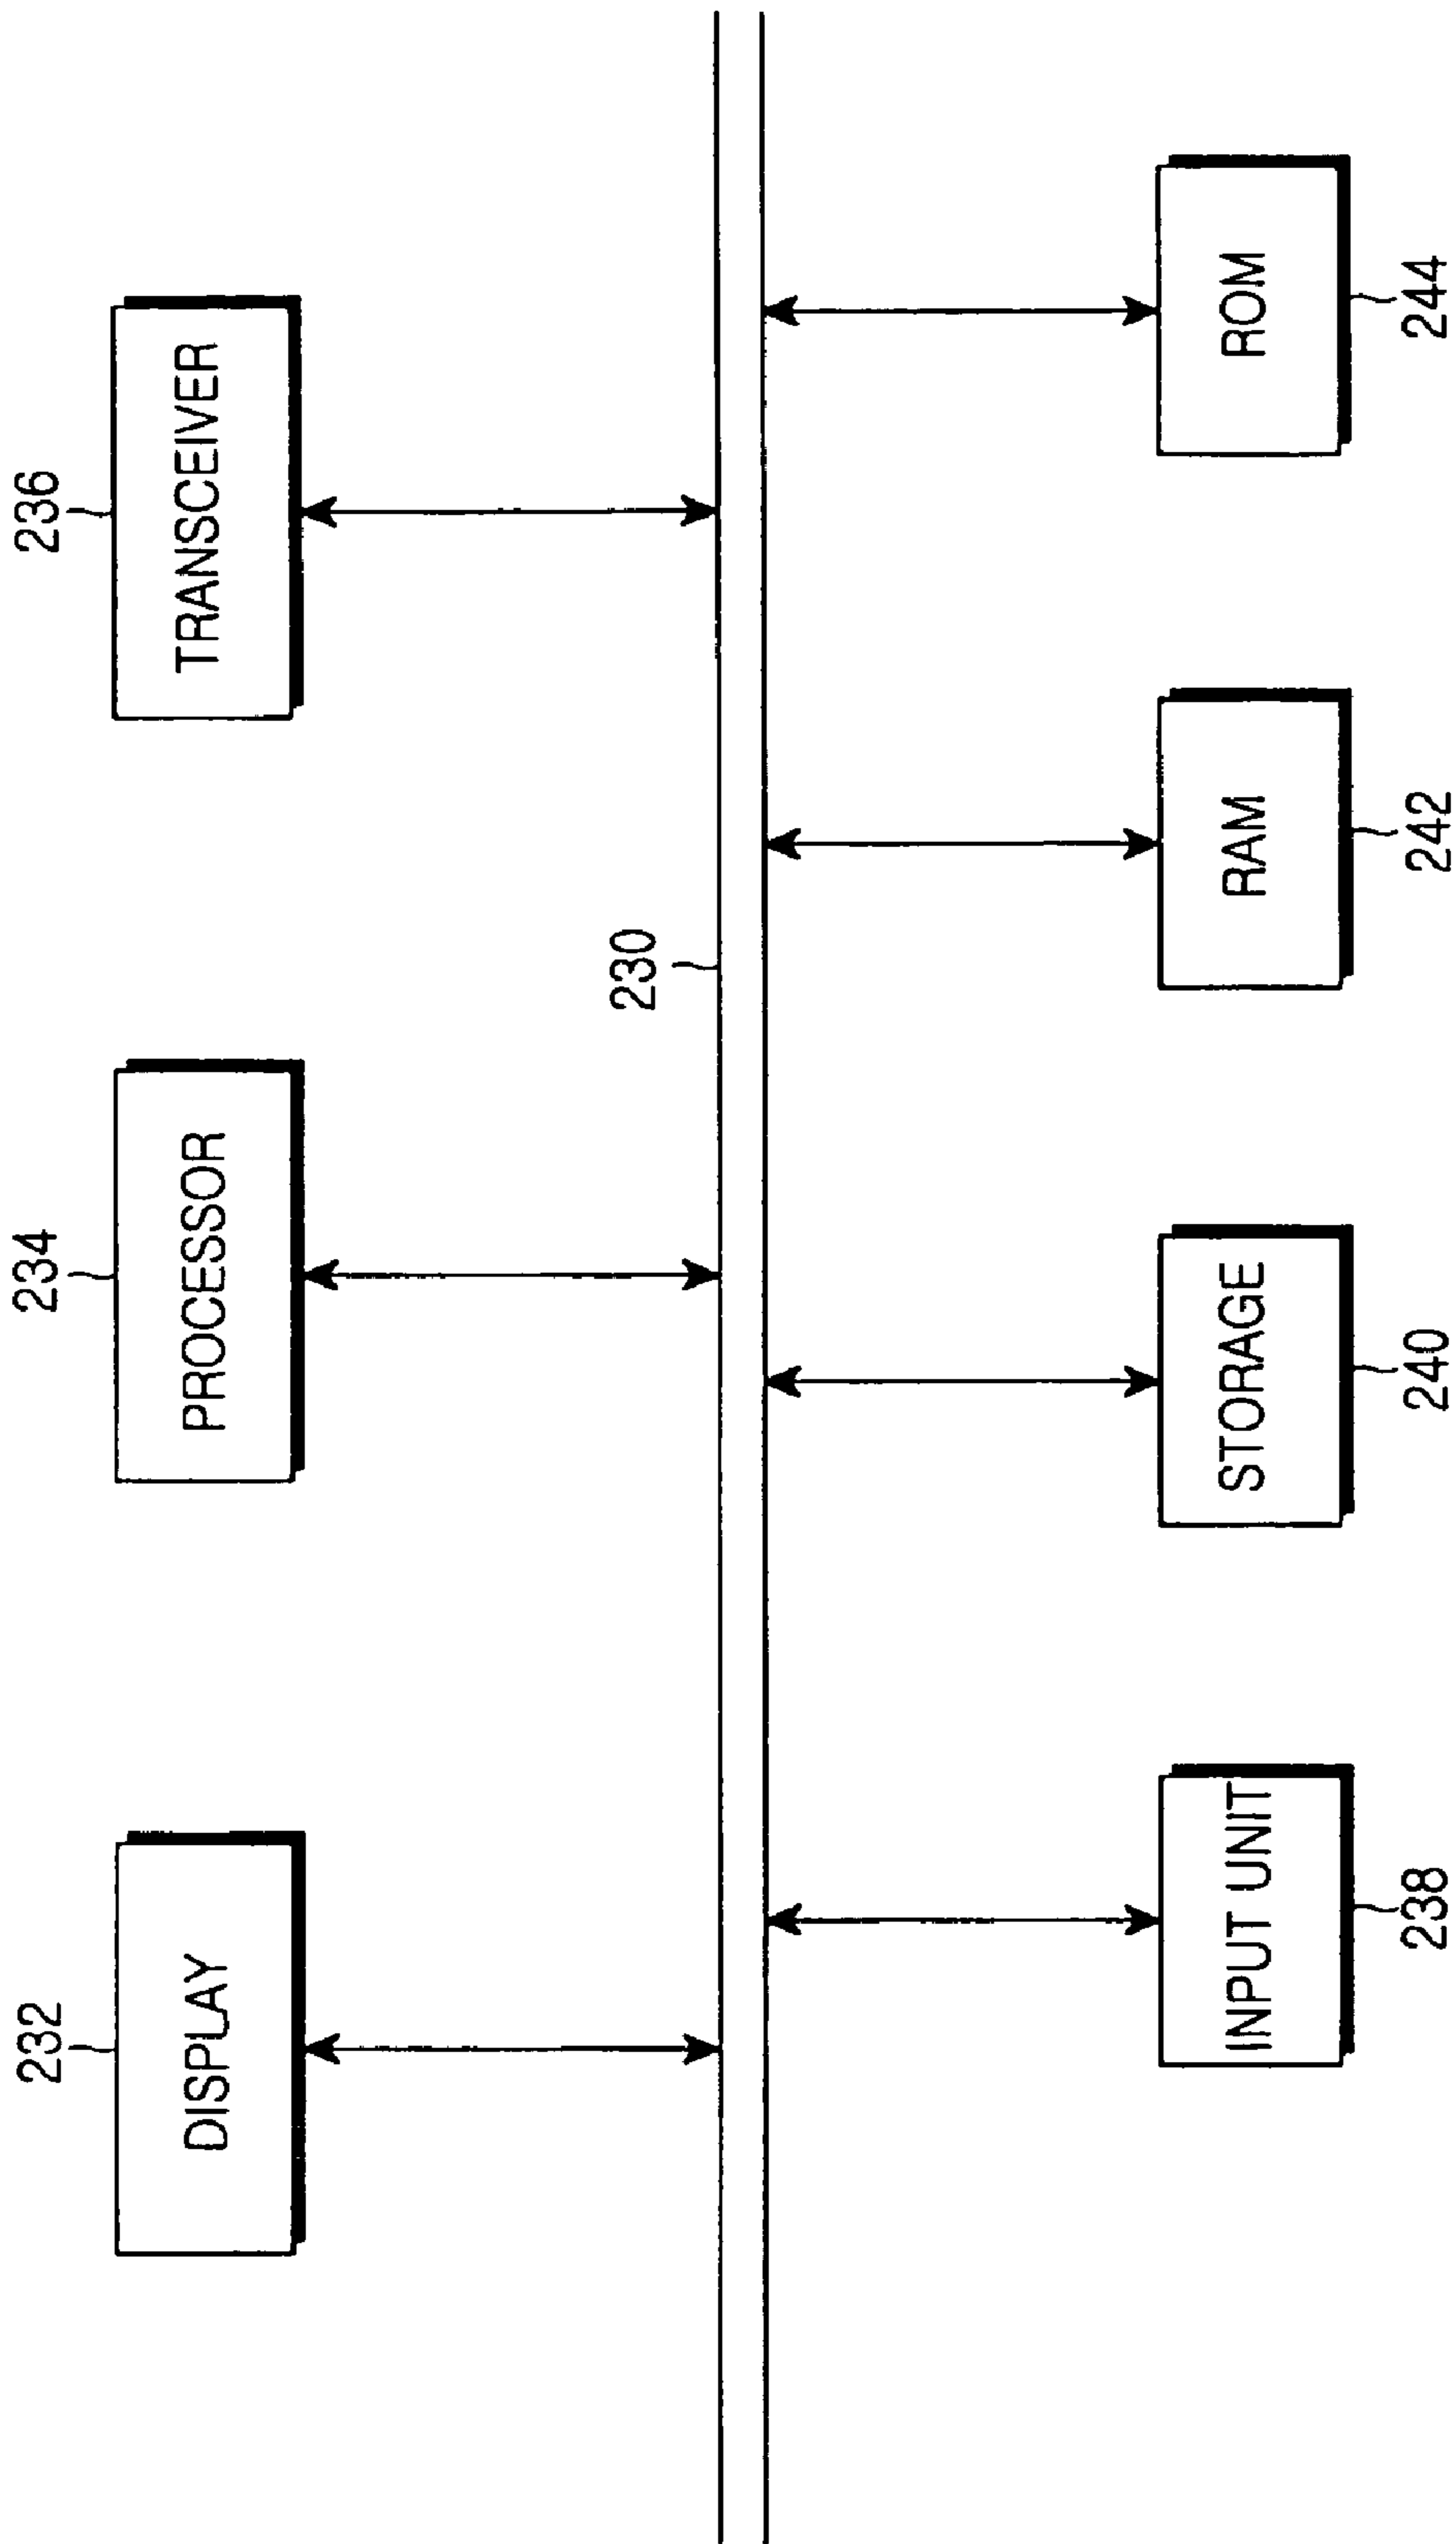 232
DISPLAY
234
PROCESSOR
236
TRANSCEIVER
230
INPUT UNIT
238
STORAGE
240
RAM
242
ROM
244